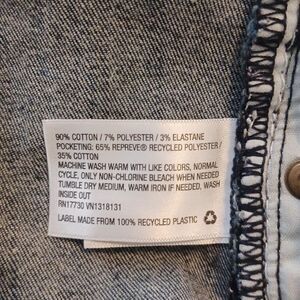 90% COTTON / 7% POLYESTER / 3% ELASTANE
POCKETING: 65% REPREVE® RECYCLED POLYESTER /
35% COTTON
MACHINE WASH WARM WITH LIKE COLORS, NORMAL
CYCLE, ONLY NON-CHLORINE BLEACH WHEN NEEDED
TUMBLE DRY MEDIUM, WARM IRON IF NEEDED, WASH
INSIDE OUT
RN17730 VN1318131
LABEL MADE FROM 100% RECYCLED PLASTIC